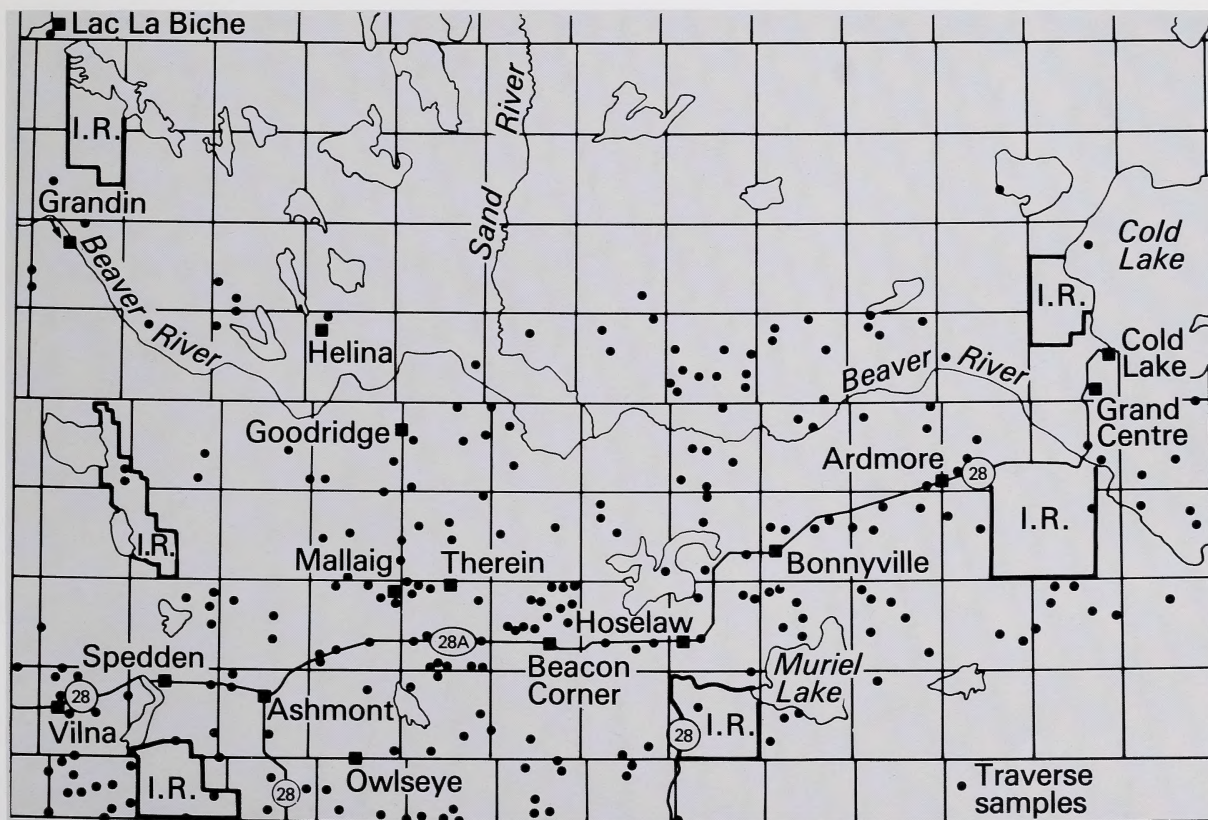 Lac La Biche
Sand River
I.R.
Grandin
Cold
Lake
Beaver River
I.R.
Helina
Cold
Lake
Beaver River
Grand
Centre
Goodridge
Ardmore
28
I.R.
I.R.
Mallaig
Therein
Bonnyville
Hoselaw
28A
Spedden
Beacon
Corner
Muriel
Lake
28
Ashmont
Vilna
I.R.
28
I.R.
Owlseye
28
Traverse
samples